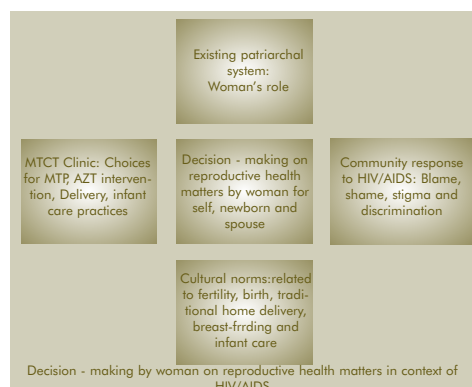 Existing patriarchal
system:
Woman's role
MTCT Clinic: Choices
for MTP, AZT interven-
tion, Delivery, infant
care practices
Decision - making on
reproductive health
matters by woman for
self, newborn and
spouse
Community response
to HIV/AIDS: Blame,
shame, stigma and
discrimination
Cultural norms:related
to fertility, birth, tradi-
tional home delivery,
breast-frrding and
infant care
Decision - making by woman on reproductive health matters in context of
HIV/AIDS